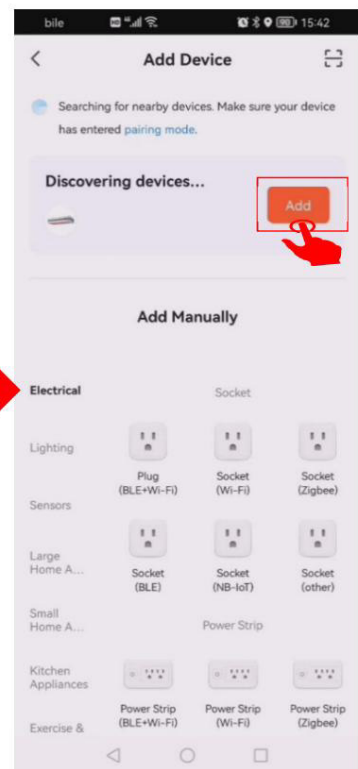 bile 15:42
Add Device
Searching for nearby devices. Make sure your device
has entered pairing mode.
Discovering devices...
Add
Add Manually
Electrical
Socket
Lighting
Plug
(BLE+Wi-Fi)
Socket
(Wi-Fi)
Socket
(Zigbee)
Sensors
Large
Home A...
Socket
(BLE)
Socket
(NB-IoT)
Socket
(other)
Small
Home A...
Power Strip
Kitchen
Appliances
Power Strip
(BLE+Wi-Fi)
Power Strip
(Wi-Fi)
Power Strip
(Zigbee)
Exercise &